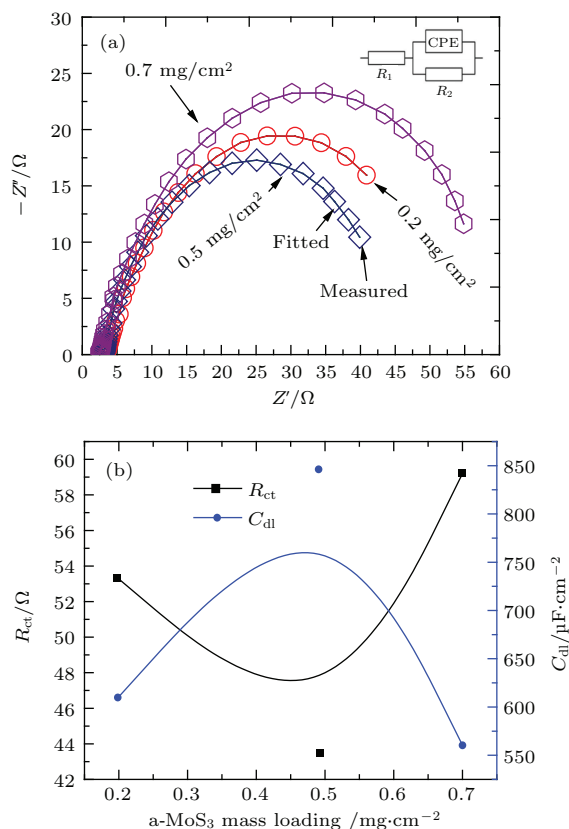 (a)
CPE
R1
R2
0.7 mg/cm²
0.5 mg/cm²
0.2 mg/cm²
Fitted
Measured
−Z′/Ω
30
25
20
15
10
5
0
0 5 10 15 20 25 30 35 40 45 50 55 60
Z′/Ω
(b)
Rct
Cdl
Rct/Ω
60
58
56
54
52
50
48
46
44
42
850
800
750
700
650
600
550
Cdl/μF·cm−2
0.2 0.3 0.4 0.5 0.6 0.7
a-MoS3 mass loading /mg·cm−2